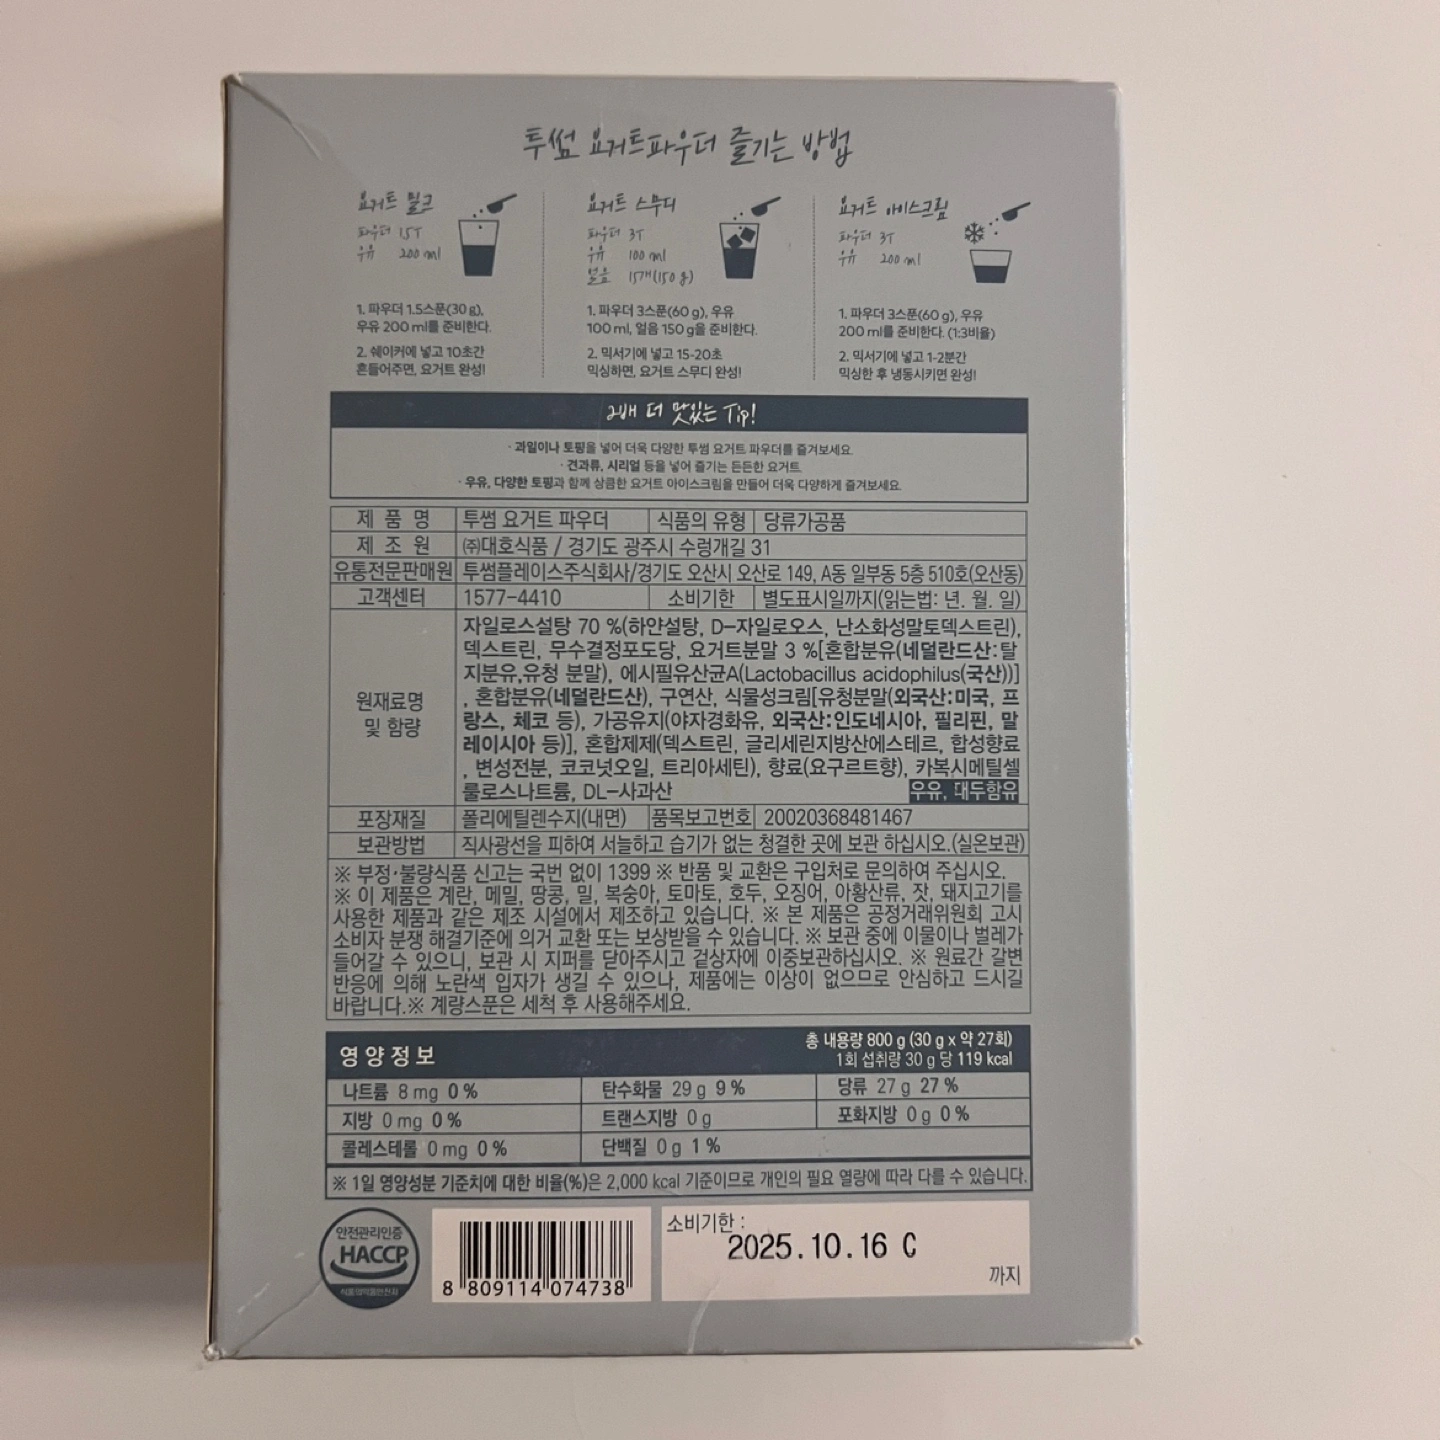 투썸 요거트파우더 즐기는 방법
요거트 밀크
파우더 1.5T
우유 200 ml
1. 파우더 1.5스푼(30 g),
우유 200 ml를 준비한다.
2. 쉐이커에 넣고 10초간
흔들어주면, 요거트 완성!
요거트 스무디
파우더 3T
우유 100 ml
얼음 15개(150 g)
1. 파우더 3스푼(60 g), 우유
100 ml, 얼음 150 g을 준비한다.
2. 믹서기에 넣고 15-20초
믹싱하면, 요거트 스무디 완성!
요거트 아이스크림
파우더 3T
우유 200 ml
1. 파우더 3스푼(60 g), 우유
200 ml를 준비한다. (1:3비율)
2. 믹서기에 넣고 1-2분간
믹싱한 후 냉동시키면 완성!
2배 더 맛있는 Tip!
· 과일이나 토핑을 넣어 더욱 다양한 투썸 요거트 파우더를 즐겨보세요.
· 견과류, 시리얼 등을 넣어 즐기는 든든한 요거트
· 우유, 다양한 토핑과 함께 상큼한 요거트 아이스크림을 만들어 더욱 다양하게 즐겨보세요.
제 품 명 투썸 요거트 파우더 식품의 유형 당류가공품
제 조 원 ㈜대호식품 / 경기도 광주시 수렁개길 31
유통전문판매원 투썸플레이스주식회사/경기도 오산시 오산로 149, A동 일부동 5층 510호(오산동)
고객센터 1577-4410 소비기한 별도표시일까지(읽는법: 년. 월. 일)
원재료명
및 함량
자일로스설탕 70 %(하얀설탕, D-자일로오스, 난소화성말토덱스트린),
덱스트린, 무수결정포도당, 요거트분말 3 %[혼합분유(네덜란드산:탈
지분유,유청 분말), 에시필유산균A(Lactobacillus acidophilus(국산))]
, 혼합분유(네덜란드산), 구연산, 식물성크림[유청분말(외국산:미국, 프
랑스, 체코 등), 가공유지(야자경화유, 외국산:인도네시아, 필리핀, 말
레이시아 등)], 혼합제제(덱스트린, 글리세린지방산에스테르, 합성향료
, 변성전분, 코코넛오일, 트리아세틴), 향료(요구르트향), 카복시메틸셀
룰로스나트륨, DL-사과산 우유, 대두함유
포장재질 폴리에틸렌수지(내면) 품목보고번호 20020368481467
보관방법 직사광선을 피하여 서늘하고 습기가 없는 청결한 곳에 보관 하십시오.(실온보관)
※ 부정·불량식품 신고는 국번 없이 1399 ※ 반품 및 교환은 구입처로 문의하여 주십시오.
※ 이 제품은 계란, 메밀, 땅콩, 밀, 복숭아, 토마토, 호두, 오징어, 아황산류, 잣, 돼지고기를
사용한 제품과 같은 제조 시설에서 제조하고 있습니다. ※ 본 제품은 공정거래위원회 고시
소비자 분쟁 해결기준에 의거 교환 또는 보상받을 수 있습니다. ※ 보관 중에 이물이나 벌레가
들어갈 수 있으니, 보관 시 지퍼를 닫아주시고 겉상자에 이중보관하십시오. ※ 원료간 갈변
반응에 의해 노란색 입자가 생길 수 있으나, 제품에는 이상이 없으므로 안심하고 드시길
바랍니다.※ 계량스푼은 세척 후 사용해주세요.
영양정보
총 내용량 800 g (30 g x 약 27회)
1회 섭취량 30 g 당 119 kcal
나트륨 8 mg 0 % 탄수화물 29 g 9 % 당류 27 g 27 %
지방 0 mg 0 % 트랜스지방 0 g 포화지방 0 g 0 %
콜레스테롤 0 mg 0 % 단백질 0 g 1 %
※ 1일 영양성분 기준치에 대한 비율(%)은 2,000 kcal 기준이므로 개인의 필요 열량에 따라 다를 수 있습니다.
안전관리인증
HACCP
식품의약품안전처
8 809114 074738
소비기한 :
2025.10.16 C
까지